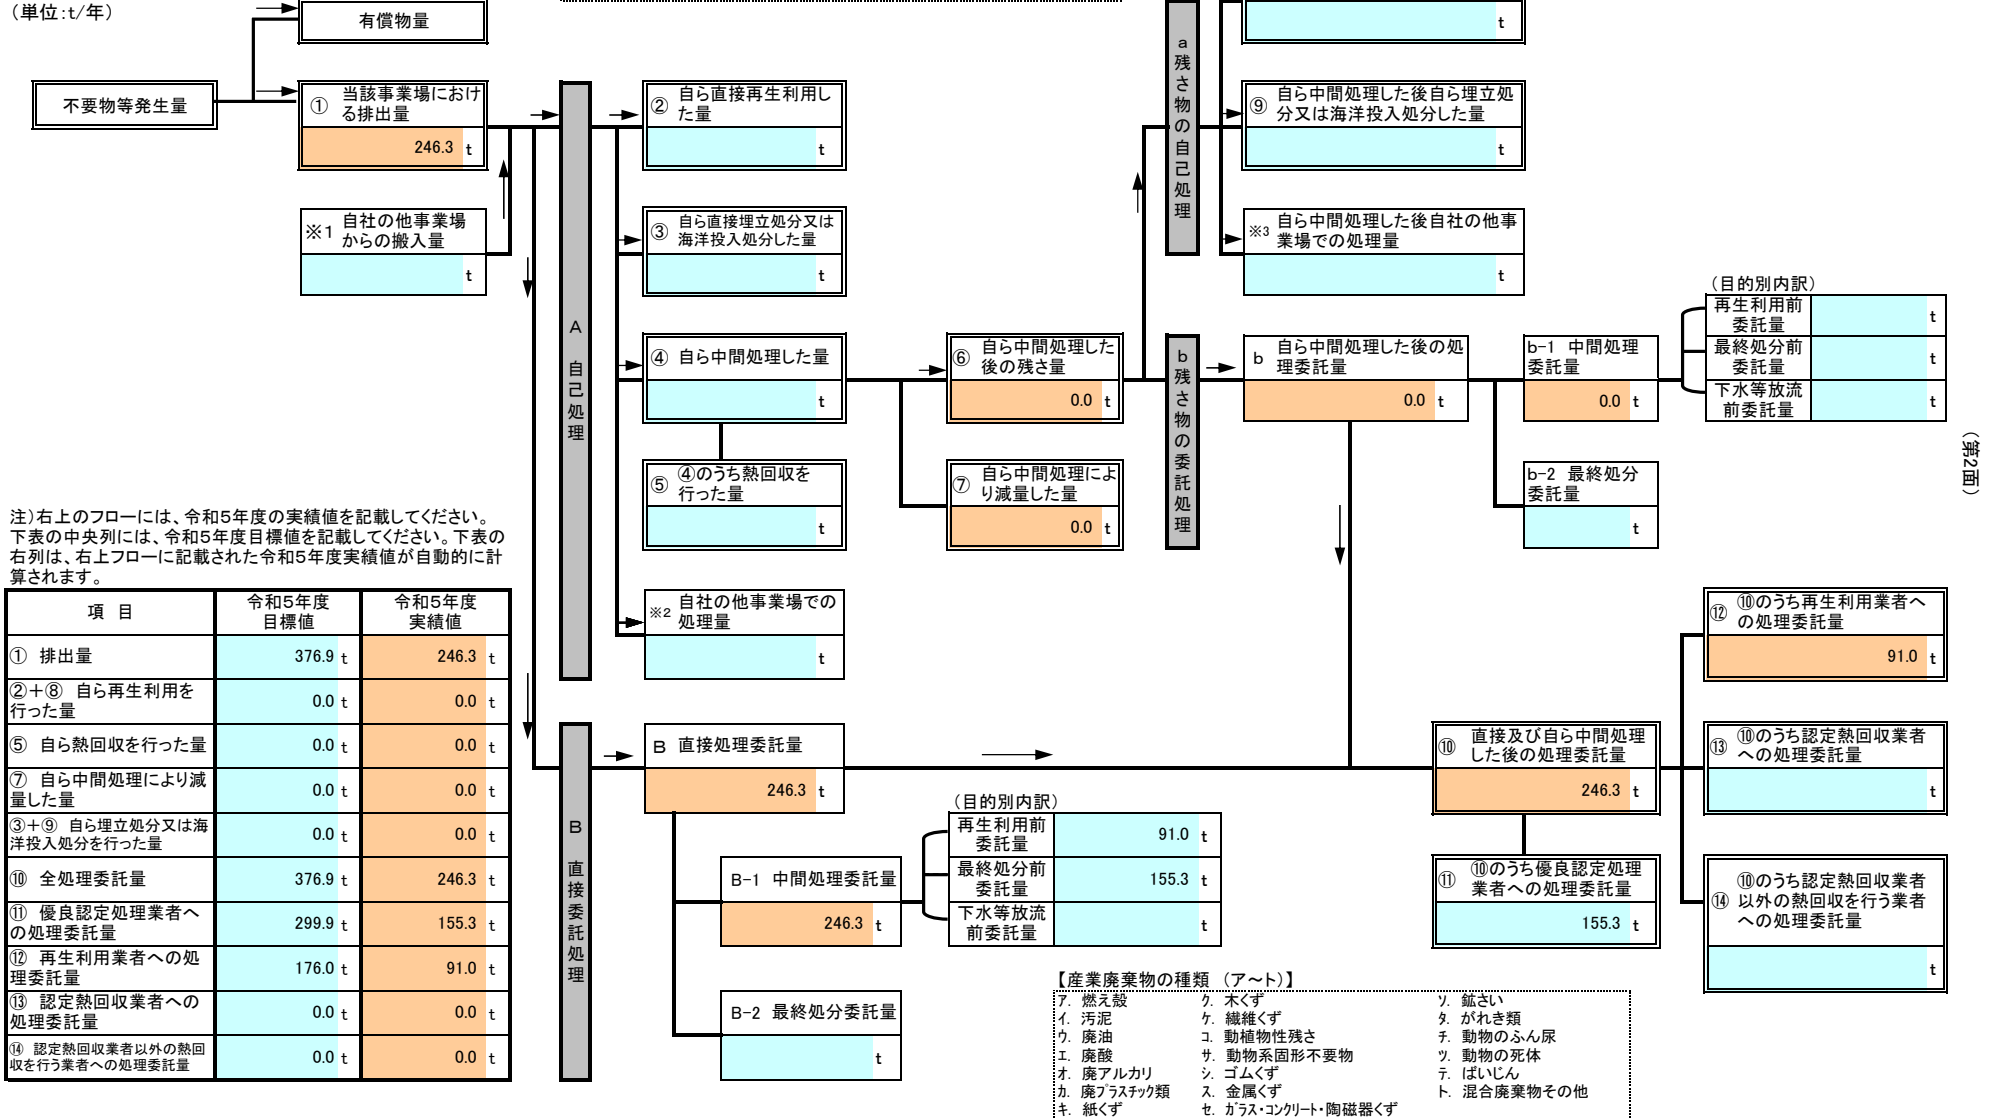 （単位:t/年）
有償物量
t
不要物等発生量
① 当該事業場におけ
る排出量
246.3 t
※1 自社の他事業場
からの搬入量
t
A 自己処理
② 自ら直接再生利用し
た量
t
③ 自ら直接埋立処分又は
海洋投入処分した量
t
④ 自ら中間処理した量
t
⑤ ④のうち熱回収を
行った量
t
※2 自社の他事業場での
処理量
t
⑥ 自ら中間処理した
後の残さ量
0.0 t
⑦ 自ら中間処理によ
り減量した量
0.0 t
a 残さ物の自己処理
⑨ 自ら中間処理した後自ら埋立処
分又は海洋投入処分した量
t
※3 自ら中間処理した後自社の他事
業場での処理量
t
b 残さ物の委託処理
b 自ら中間処理した後の処
理委託量
0.0 t
b-1 中間処理
委託量
0.0 t
b-2 最終処分
委託量
t
（目的別内訳）
再生利用前
委託量
t
最終処分前
委託量
t
下水等放流
前委託量
t
（第2面）
注）右上のフローには、令和5年度の実績値を記載してください。
下表の中央列には、令和5年度目標値を記載してください。下表の
右列は、右上フローに記載された令和5年度実績値が自動的に計
算されます。
項 目 令和5年度
目標値 令和5年度
実績値
① 排出量 376.9 t 246.3 t
②＋⑧ 自ら再生利用を
行った量 0.0 t 0.0 t
⑤ 自ら熱回収を行った量 0.0 t 0.0 t
⑦ 自ら中間処理により減
量した量 0.0 t 0.0 t
③＋⑨ 自ら埋立処分又は海
洋投入処分を行った量 0.0 t 0.0 t
⑩ 全処理委託量 376.9 t 246.3 t
⑪ 優良認定処理業者へ
の処理委託量 299.9 t 155.3 t
⑫ 再生利用業者への処
理委託量 176.0 t 91.0 t
⑬ 認定熱回収業者への
処理委託量 0.0 t 0.0 t
⑭ 認定熱回収業者以外の熱回
収を行う業者への処理委託量 0.0 t 0.0 t
B 直接委託処理
B 直接処理委託量
246.3 t
B-1 中間処理委託量
246.3 t
B-2 最終処分委託量
t
（目的別内訳）
再生利用前
委託量
91.0 t
最終処分前
委託量
155.3 t
下水等放流
前委託量
t
⑩ 直接及び自ら中間処理
した後の処理委託量
246.3 t
⑪ ⑩のうち優良認定処理
業者への処理委託量
155.3 t
⑫ ⑩のうち再生利用業者へ
の処理委託量
91.0 t
⑬ ⑩のうち認定熱回収業者
への処理委託量
t
⑭ ⑩のうち認定熱回収業者
以外の熱回収を行う業者
への処理委託量
t
【産業廃棄物の種類 （ア～ト）】
ア. 燃え殻 ク. 木くず ソ. 鉱さい
イ. 汚泥 ケ. 繊維くず タ. がれき類
ウ. 廃油 コ. 動植物性残さ チ. 動物のふん尿
エ. 廃酸 サ. 動物系固形不要物 ツ. 動物の死体
オ. 廃アルカリ シ. ゴムくず テ. ばいじん
カ. 廃プラスチック類 ス. 金属くず ト. 混合廃棄物その他
キ. 紙くず セ. ガラス・コンクリート・陶磁器くず